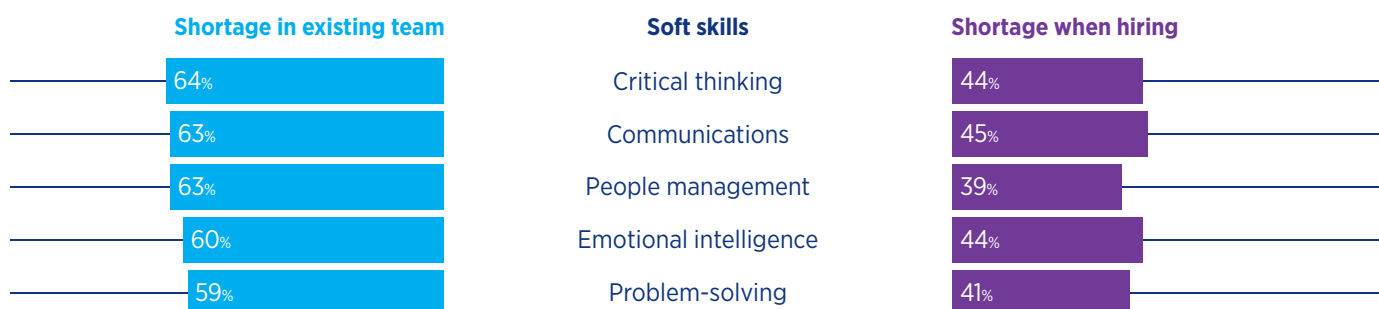 Shortage in existing team Soft skills Shortage when hiring
64% Critical thinking 44%
63% Communications 45%
63% People management 39%
60% Emotional intelligence 44%
59% Problem-solving 41%